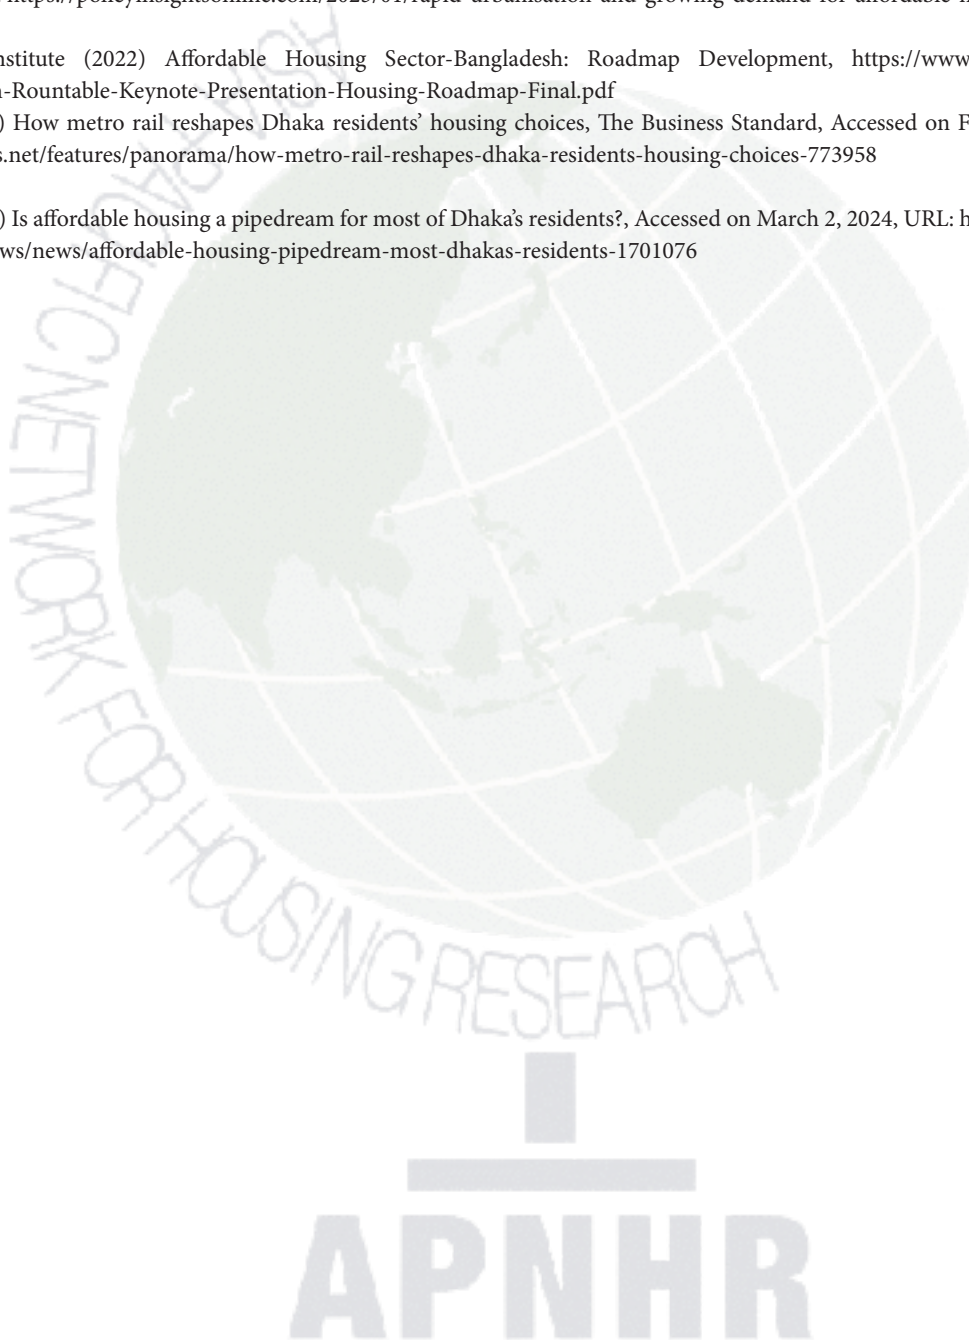 https://policyinsightsonline.com/2023/01/rapid-urbanisation-and-growing-demand-for-affordable-
nstitute (2022) Affordable Housing Sector-Bangladesh: Roadmap Development, https://www
-Rountable-Keynote-Presentation-Housing-Roadmap-Final.pdf
) How metro rail reshapes Dhaka residents’ housing choices, The Business Standard, Accessed on F
s.net/features/panorama/how-metro-rail-reshapes-dhaka-residents-housing-choices-773958
) Is affordable housing a pipedream for most of Dhaka’s residents?, Accessed on March 2, 2024, URL: h
ws/news/affordable-housing-pipedream-most-dhakas-residents-1701076
ASIA PACIFIC NETWORK FOR HOUSING RESEARCH
APNHR